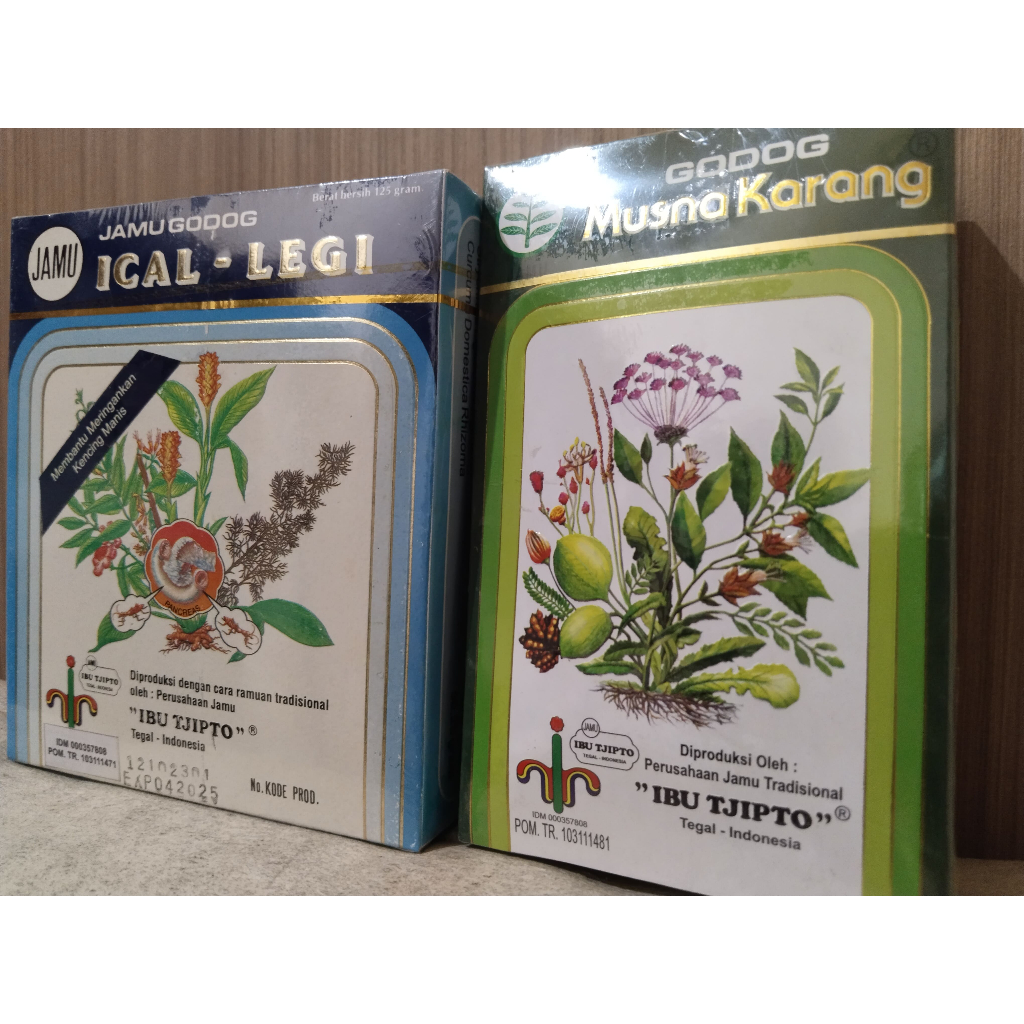 Berat bersih 125 gram
JAMU
JAMU GODOG
ICAL - LEGI
Membantu Meringankan
Kencing Manis
PANCREAS
IBU TJIPTO
TEGAL - INDONESIA
Diproduksi dengan cara ramuan tradisional
oleh : Perusahaan Jamu
"IBU TJIPTO"®
Tegal - Indonesia
IDM 000357808
POM. TR. 103111471
12102301
EXP042025
No. KODE PROD.
Domestica Rhizoma
GODOG
Musna Karang ®
JAMU
IBU TJIPTO
TEGAL - INDONESIA
IDM 000357808
POM. TR. 103111481
Diproduksi Oleh :
Perusahaan Jamu Tradisional
"IBU TJIPTO"®
Tegal - Indonesia